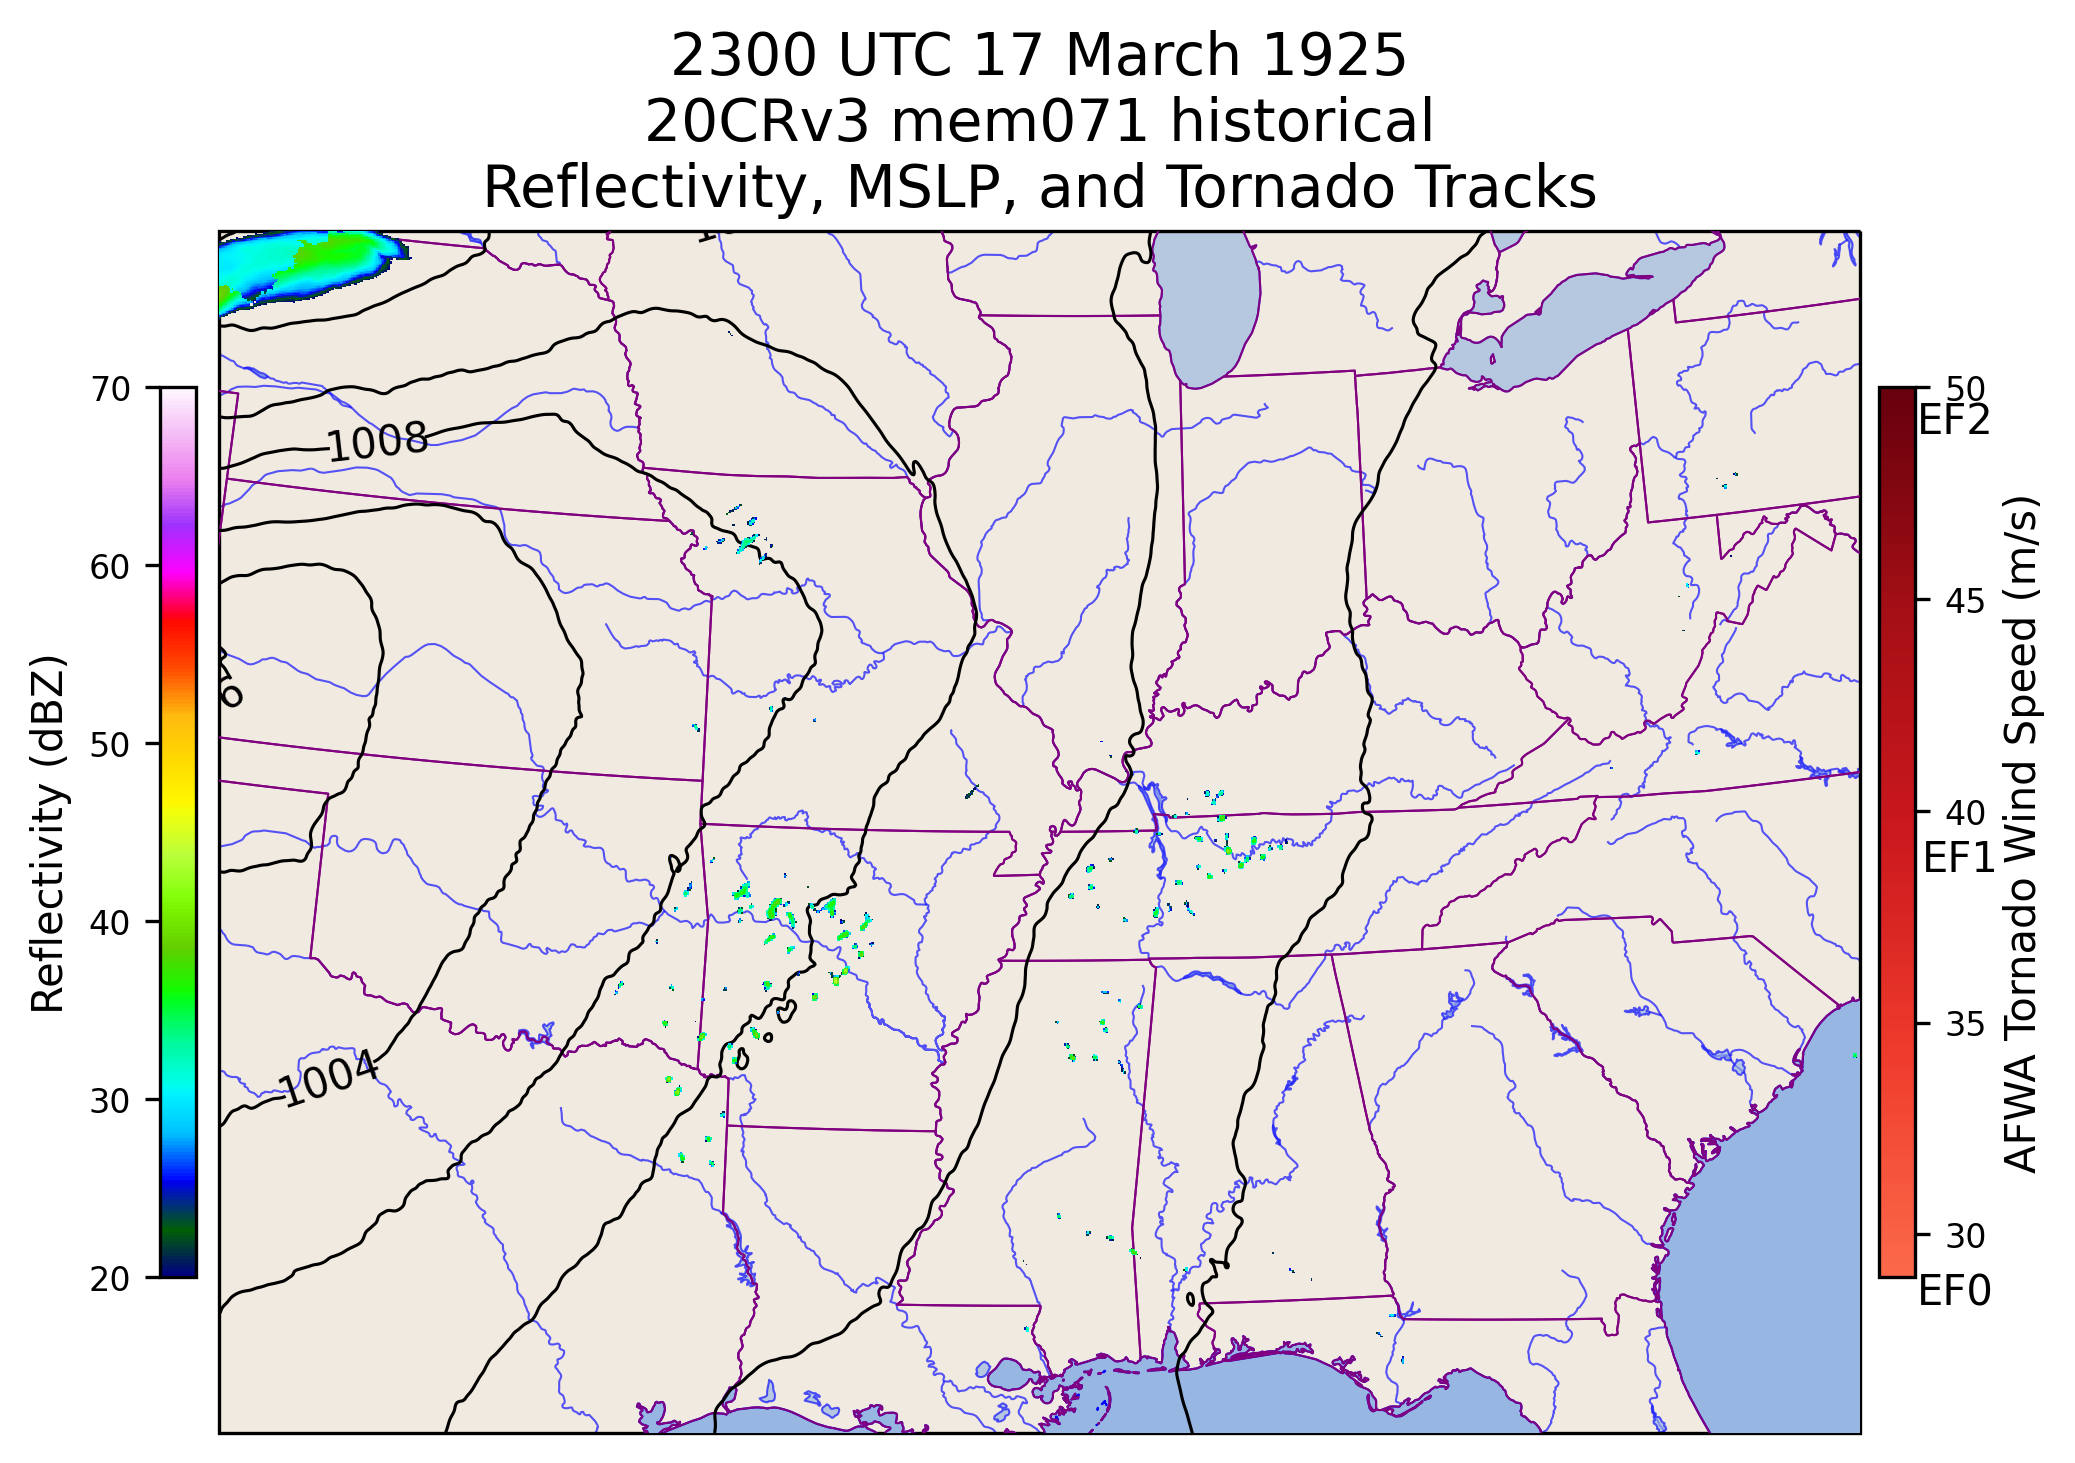 2300 UTC 17 March 1925
20CRv3 mem071 historical
Reflectivity, MSLP, and Tornado Tracks
1008
1004
Reflectivity (dBZ)
70
60
50
40
30
20
50
EF2
45
40
EF1
35
30
EF0
AFWA Tornado Wind Speed (m/s)